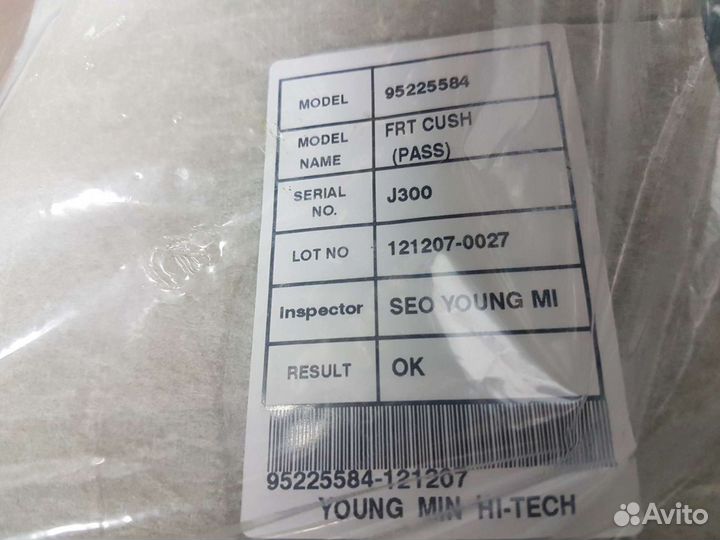 MODEL 95225584
MODEL NAME FRT CUSH (PASS)
SERIAL NO. J300
LOT NO 121207-0027
Inspector SEO YOUNG MI
RESULT OK
95225584-121207
YOUNG MIN HI-TECH
Avito